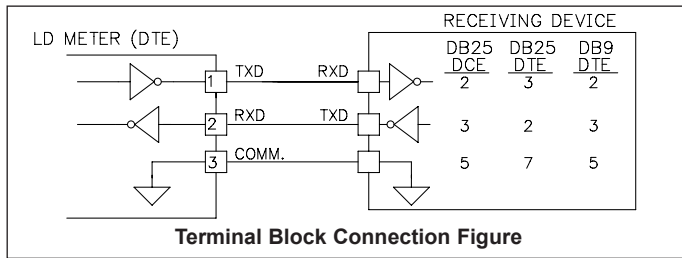 RECEIVING DEVICE
LD METER (DTE)
DB25 DB25 DB9
DCE DTE DTE
1 TXD RXD 2 3 2
2 RXD TXD 3 2 3
3 COMM. 5 7 5
Terminal Block Connection Figure